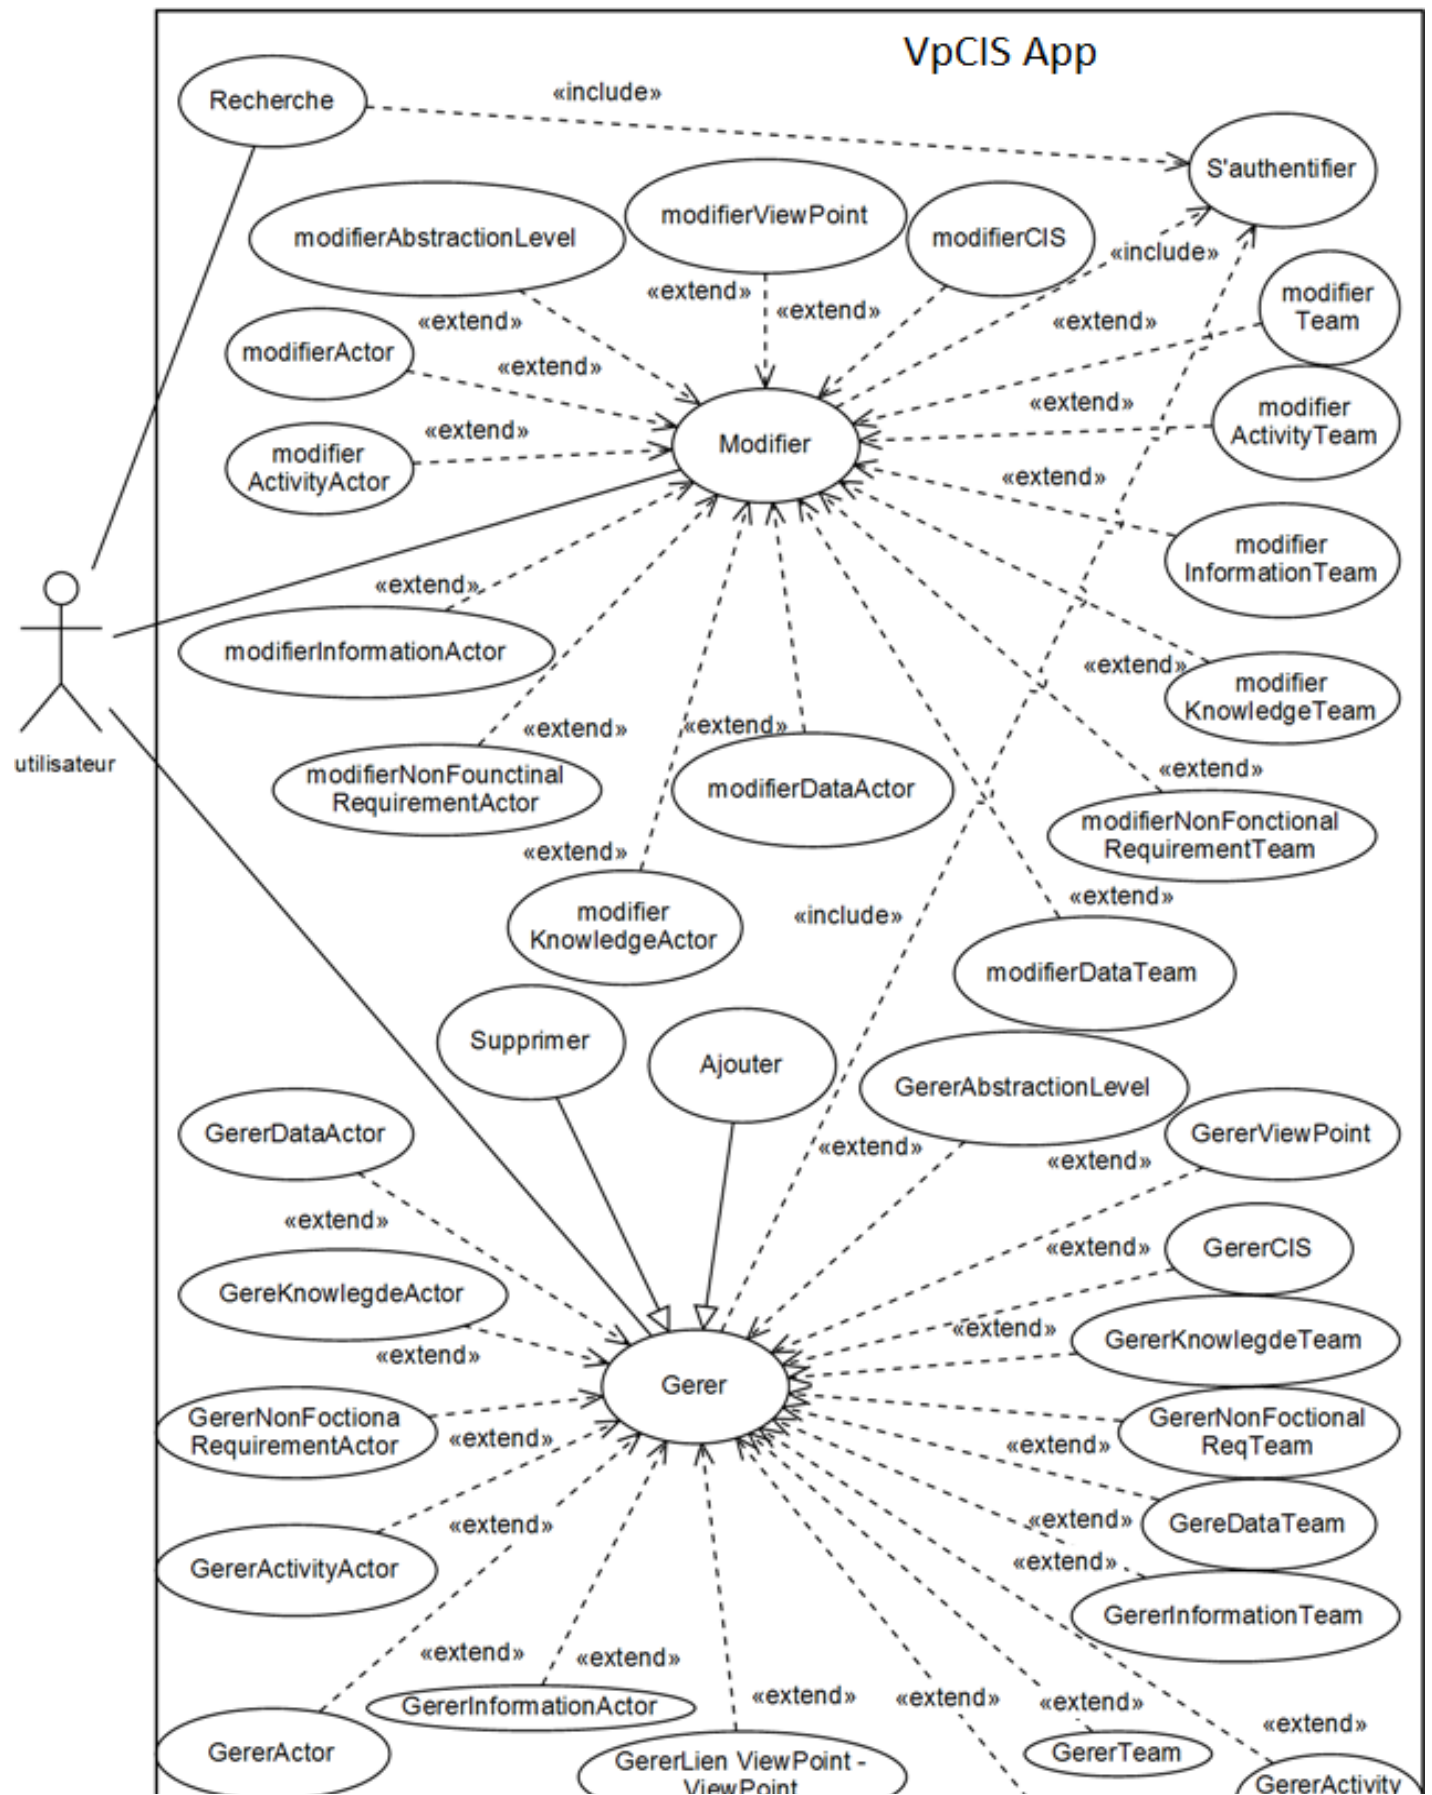 VpCIS App
Recherche
«include»
S'authentifier
modifierViewPoint
modifierAbstractionLevel
modifierCIS
«include»
«extend»
«extend»
modifier
Team
«extend»
«extend»
modifierActor
«extend»
«extend»
modifier
ActivityTeam
«extend»
Modifier
modifier
ActivityActor
«extend»
modifier
InformationTeam
«extend»
modifierInformationActor
«extend»
modifier
KnowledgeTeam
utilisateur
«extend»
«extend»
«extend»
modifierNonFounctinal
RequirementActor
modifierDataActor
modifierNonFonctional
RequirementTeam
«extend»
«extend»
modifier
KnowledgeActor
«include»
modifierDataTeam
Supprimer
Ajouter
GererAbstractionLevel
GererDataActor
«extend»
GererViewPoint
«extend»
«extend»
«extend»
GererCIS
GereKnowlegdeActor
«extend»
GererKnowlegdeTeam
«extend»
Gerer
GererNonFoctiona
RequirementActor
GererNonFoctional
ReqTeam
«extend»
«extend»
«extend»
«extend»
GereDataTeam
GererActivityActor
«extend»
GererInformationTeam
«extend»
«extend»
GererInformationActor
«extend»
«extend»
«extend»
«extend»
GererActor
GererLien ViewPoint -
ViewPoint
GererTeam
GererActivity